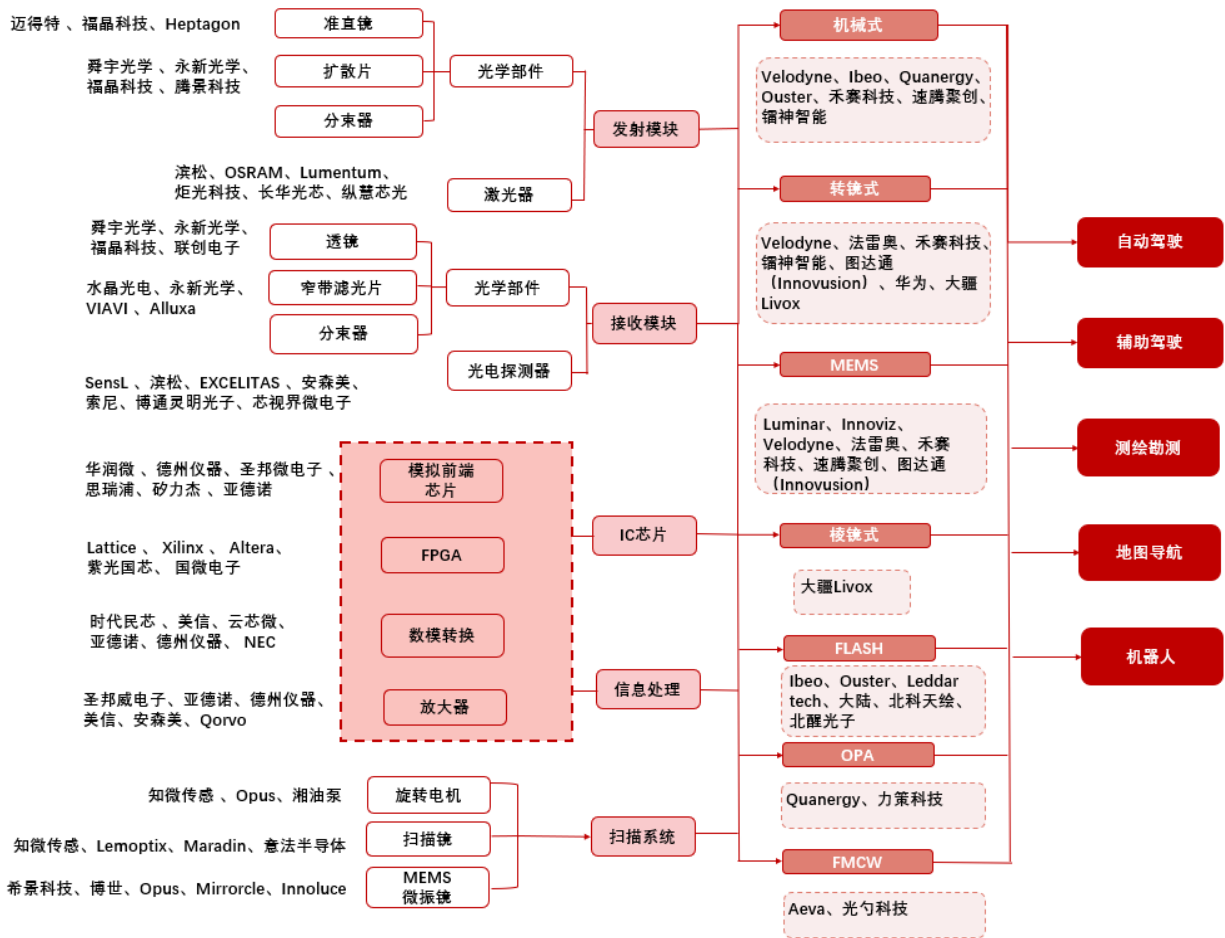 迈得特 、福晶科技、Heptagon
准直镜
舜宇光学 、永新光学、
福晶科技 、腾景科技
扩散片
分束器
光学部件
滨松、OSRAM、Lumentum、
炬光科技、长华光芯、纵慧芯光
激光器
发射模块
舜宇光学、永新光学、
福晶科技、联创电子
透镜
水晶光电、永新光学、
VIAVI 、Alluxa
窄带滤光片
分束器
光学部件
SensL 、滨松、EXCELITAS 、安森美、
索尼、博通灵明光子、芯视界微电子
光电探测器
接收模块
华润微 、德州仪器、圣邦微电子 、
思瑞浦、矽力杰 、亚德诺
模拟前端
芯片
Lattice 、 Xilinx 、 Altera、
紫光国芯、 国微电子
FPGA
IC芯片
时代民芯 、美信、云芯微、
亚德诺、德州仪器、 NEC
数模转换
圣邦威电子、亚德诺、德州仪器、
美信、安森美、Qorvo
放大器
信息处理
知微传感 、Opus、湘油泵
旋转电机
知微传感、Lemoptix、Maradin、意法半导体
扫描镜
希景科技、博世、Opus、Mirrorcle、Innoluce
MEMS
微振镜
扫描系统
机械式
Velodyne、Ibeo、Quanergy、
Ouster、禾赛科技、速腾聚创、
镭神智能
转镜式
Velodyne、法雷奥、禾赛科技、
镭神智能、图达通
（Innovusion）、华为、大疆
Livox
MEMS
Luminar、Innoviz、
Velodyne、法雷奥、禾赛
科技、速腾聚创、图达通
（Innovusion）
棱镜式
大疆Livox
FLASH
Ibeo、Ouster、Leddar
tech、大陆、北科天绘、
北醒光子
OPA
Quanergy、力策科技
FMCW
Aeva、光勺科技
自动驾驶
辅助驾驶
测绘勘测
地图导航
机器人